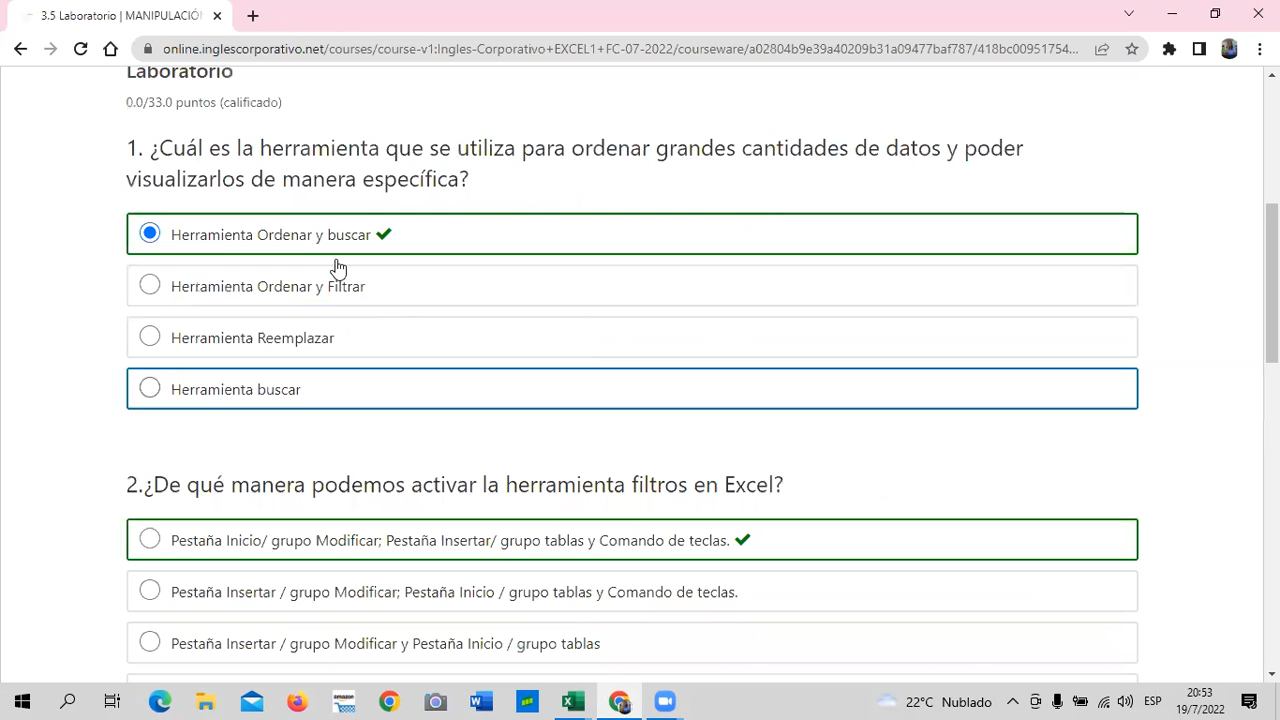 3.5 Laboratorio | MANIPULACIÓN
online.inglescorporativo.net/courses/course-v1:Ingles-Corporativo+EXCEL1+FC-07-2022/courseware/a02804b9e39a40209b31a09477baf787/418bc00951754...
Laboratorio
0.0/33.0 puntos (calificado)
1. ¿Cuál es la herramienta que se utiliza para ordenar grandes cantidades de datos y poder
visualizarlos de manera específica?
Herramienta Ordenar y buscar
Herramienta Ordenar y Filtrar
Herramienta Reemplazar
Herramienta buscar
2.¿De qué manera podemos activar la herramienta filtros en Excel?
Pestaña Inicio/ grupo Modificar; Pestaña Insertar/ grupo tablas y Comando de teclas.
Pestaña Insertar / grupo Modificar; Pestaña Inicio / grupo tablas y Comando de teclas.
Pestaña Insertar / grupo Modificar y Pestaña Inicio / grupo tablas
amazon
22°C Nublado
ESP
20:53
19/7/2022